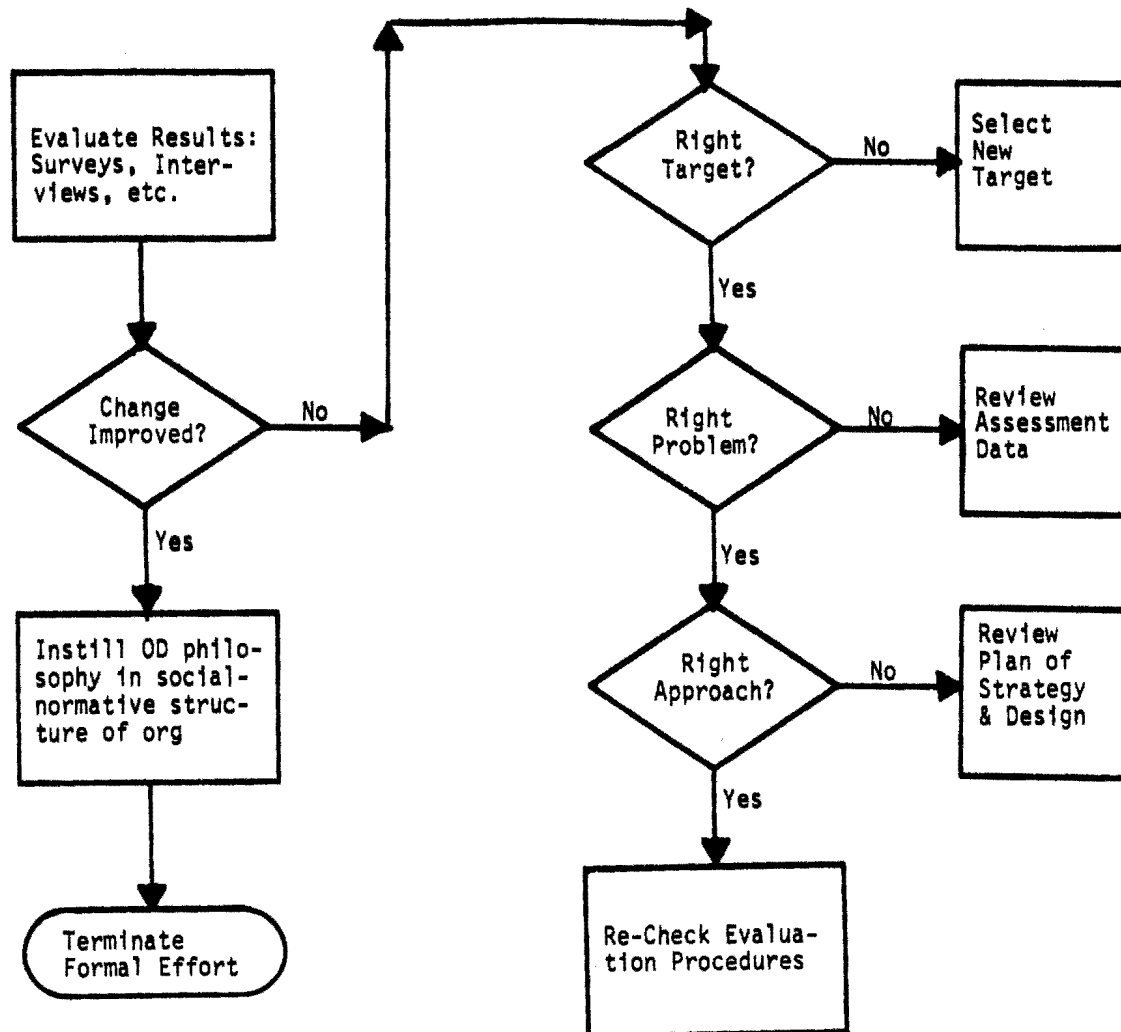 Evaluate Results:
Surveys, Inter-
views, etc.
Change
Improved?
No
Yes
Instill OD philo-
sophy in social-
normative struc-
ture of org
Terminate
Formal Effort
Right
Target?
No
Select
New
Target
Yes
Right
Problem?
No
Review
Assessment
Data
Yes
Right
Approach?
No
Review
Plan of
Strategy
& Design
Yes
Re-Check Evalua-
tion Procedures